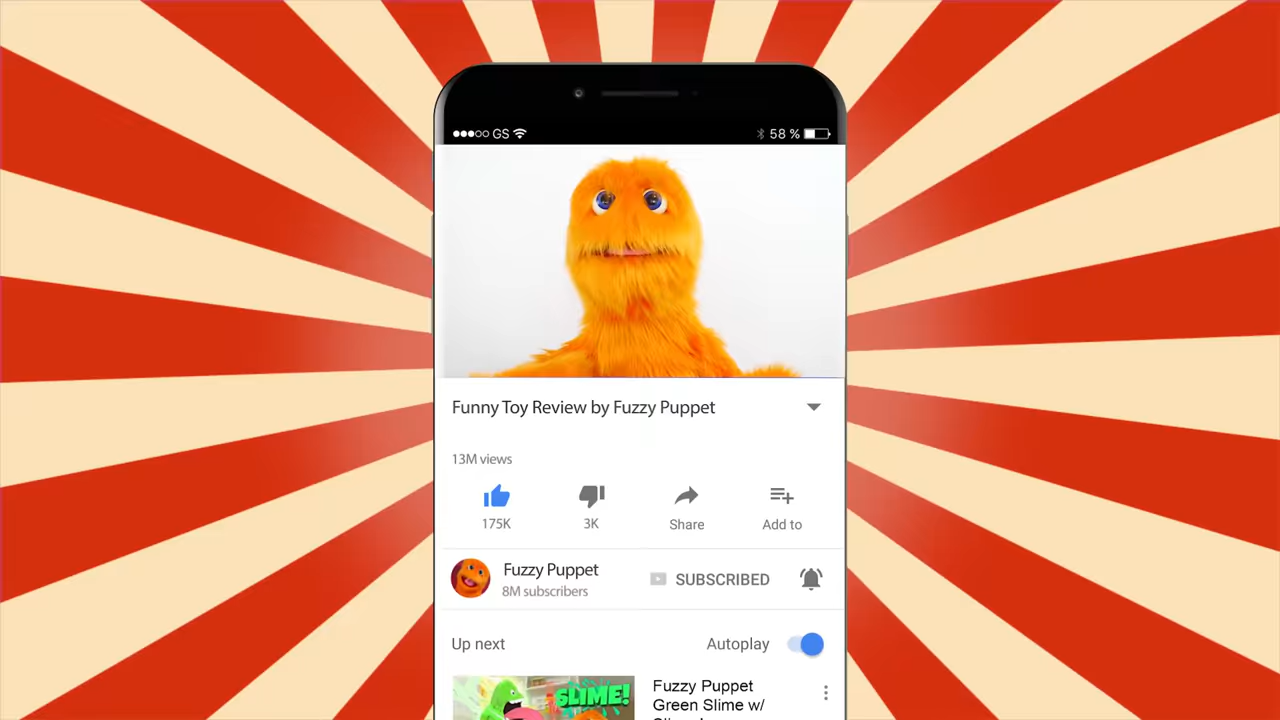 GS
58 %
Funny Toy Review by Fuzzy Puppet
13M views
175K
3K
Share
Add to
Fuzzy Puppet
8M subscribers
SUBSCRIBED
Up next
Autoplay
SLIME!
Fuzzy Puppet
Green Slime w/